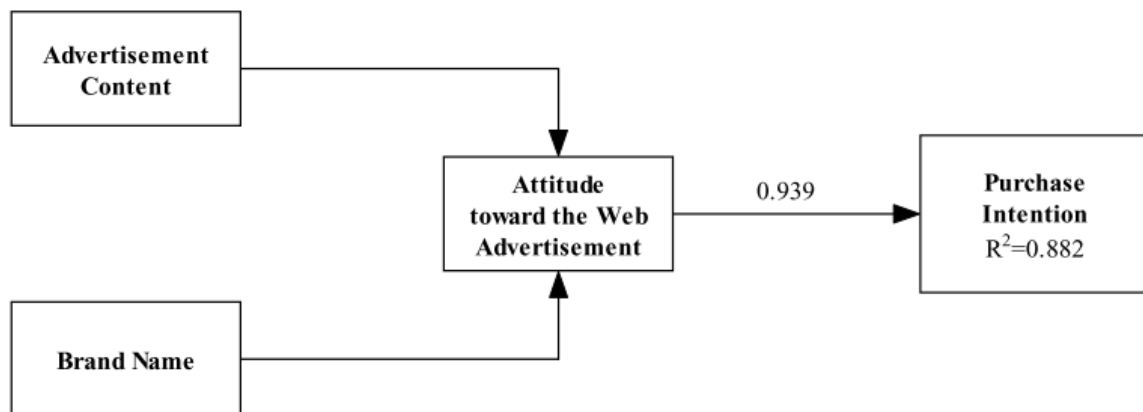 Advertisement
Content
Attitude
toward the Web
Advertisement
0.939
Purchase
Intention
R²=0.882
Brand Name